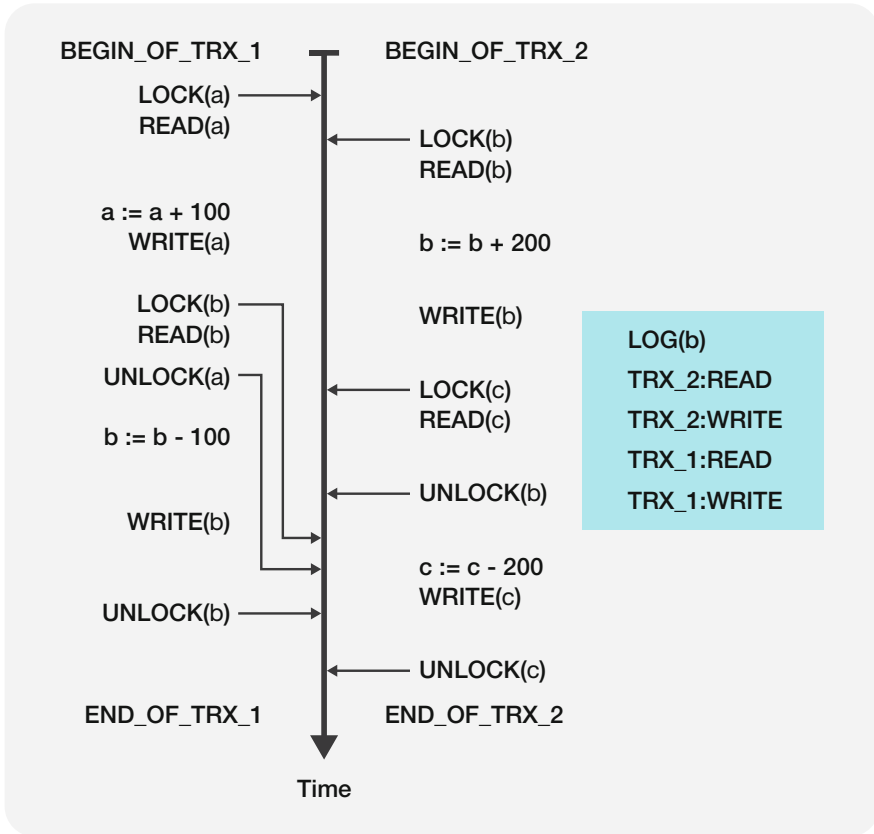 BEGIN_OF_TRX_1
LOCK(a)
READ(a)
a := a + 100
WRITE(a)
LOCK(b)
READ(b)
UNLOCK(a)
b := b - 100
WRITE(b)
UNLOCK(b)
END_OF_TRX_1
BEGIN_OF_TRX_2
LOCK(b)
READ(b)
b := b + 200
WRITE(b)
LOCK(c)
READ(c)
UNLOCK(b)
c := c - 200
WRITE(c)
UNLOCK(c)
END_OF_TRX_2
Time
LOG(b)
TRX_2:READ
TRX_2:WRITE
TRX_1:READ
TRX_1:WRITE